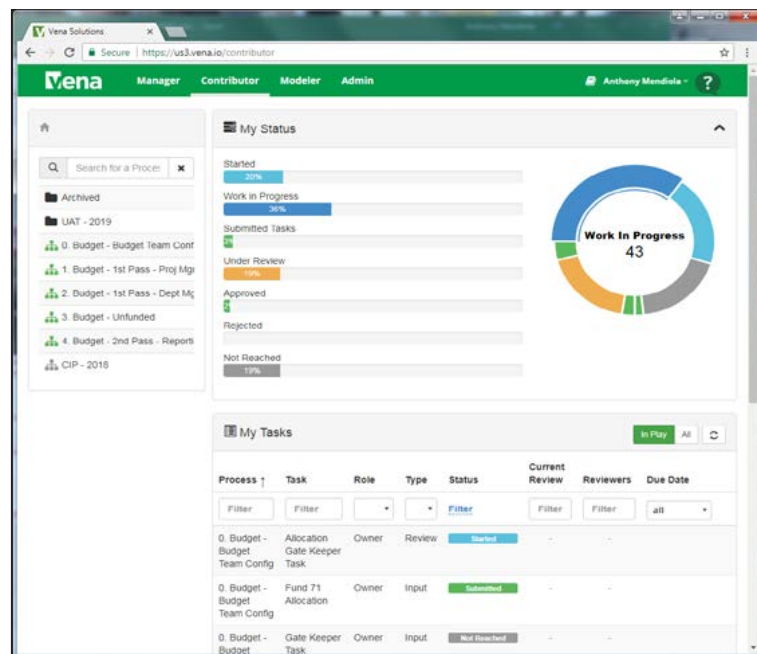 Vena Solutions
Secure | https://us3.vena.io/contributor
Vena Manager Contributor Modeler Admin Anthony Mendiola ?
Search for a Proces
Archived
UAT - 2019
0. Budget - Budget Team Conf
1. Budget - 1st Pass - Proj Mgr
2. Budget - 1st Pass - Dept Mg
3. Budget - Unfunded
4. Budget - 2nd Pass - Reporti
CIP - 2018
My Status
Started
20%
Work in Progress
36%
Submitted Tasks
Under Review
19%
Approved
Rejected
Not Reached
19%
Work In Progress
43
My Tasks
In Play All
Process ↑ Task Role Type Status Current Review Reviewers Due Date
Filter Filter Filter Filter Filter all
0. Budget - Budget Team Config Allocation Gate Keeper Task Owner Review Started - -
0. Budget - Budget Team Config Fund 71 Allocation Owner Input Submitted - -
0. Budget - Budget Gate Keeper Task Owner Input Not Reached - -